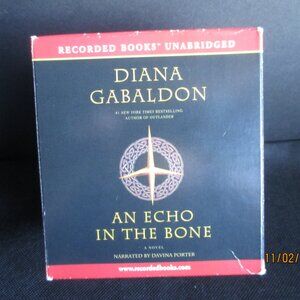 RECORDED BOOKS UNABRIDGED
DIANA
GABALDON
#1 NEW YORK TIMES BESTSELLING
AUTHOR OF OUTLANDER
AN ECHO
IN THE BONE
A NOVEL
NARRATED BY DAVINA PORTER
www.recordedbooks.com
11/02/